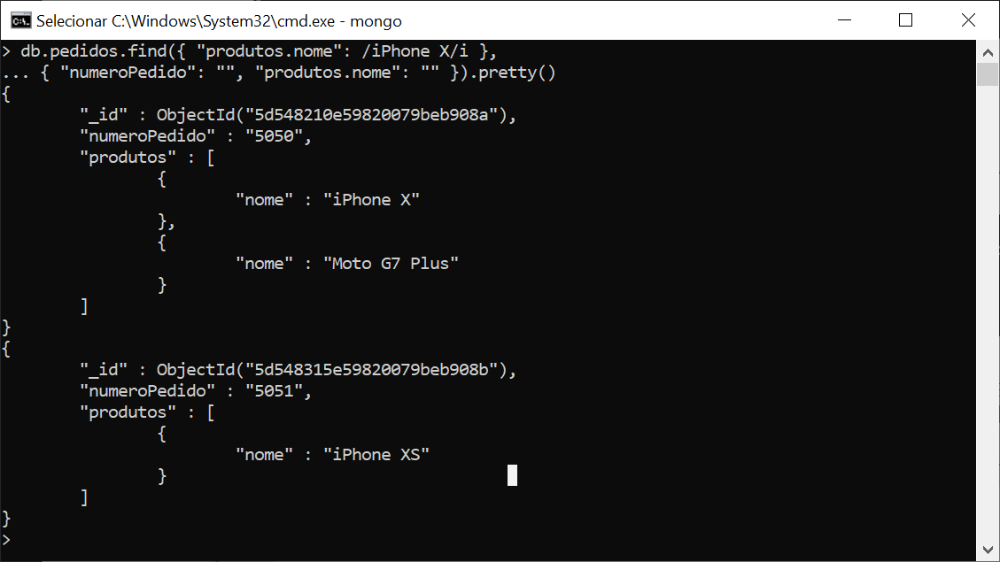 Selecionar C:\Windows\System32\cmd.exe - mongo
> db.pedidos.find({ "produtos.nome": /iPhone X/i },
... { "numeroPedido": "", "produtos.nome": "" }).pretty()
{
        "_id" : ObjectId("5d548210e59820079beb908a"),
        "numeroPedido" : "5050",
        "produtos" : [
                {
                        "nome" : "iPhone X"
                },
                {
                        "nome" : "Moto G7 Plus"
                }
        ]
}
{
        "_id" : ObjectId("5d548315e59820079beb908b"),
        "numeroPedido" : "5051",
        "produtos" : [
                {
                        "nome" : "iPhone XS"
                }
        ]
}
>